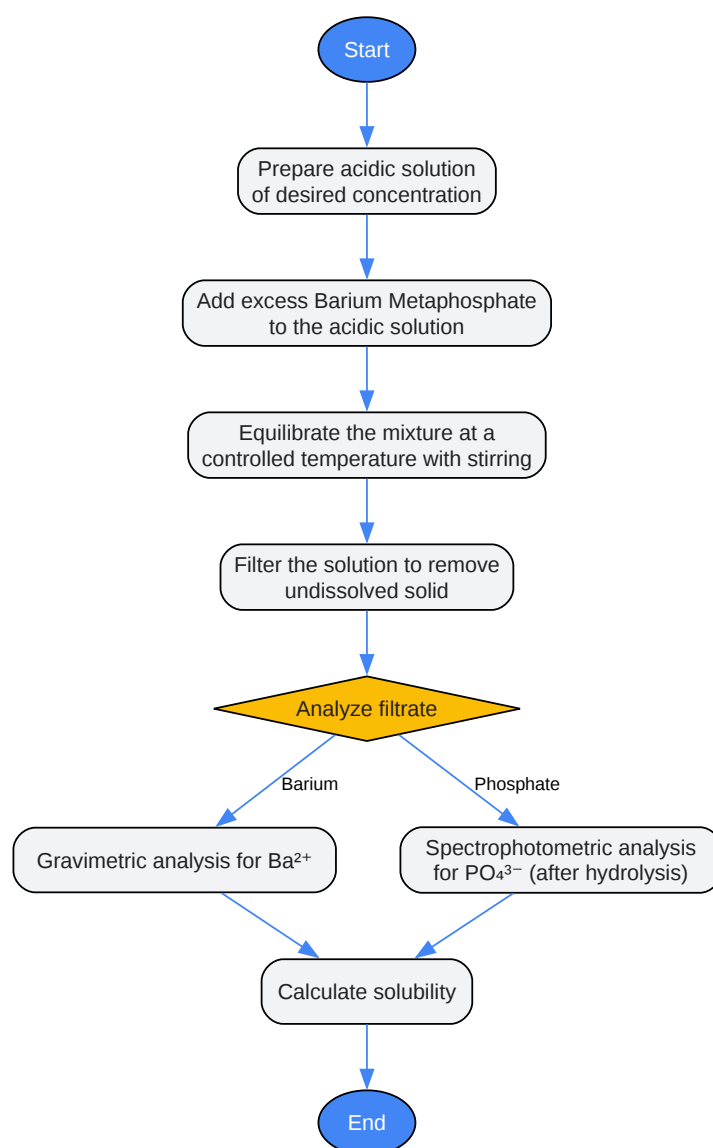 Start
Prepare acidic solution
of desired concentration
Add excess Barium Metaphosphate
to the acidic solution
Equilibrate the mixture at a
controlled temperature with stirring
Filter the solution to remove
undissolved solid
Analyze filtrate
Barium
Phosphate
Gravimetric analysis for Ba²⁺
Spectrophotometric analysis
for PO₄³⁻ (after hydrolysis)
Calculate solubility
End